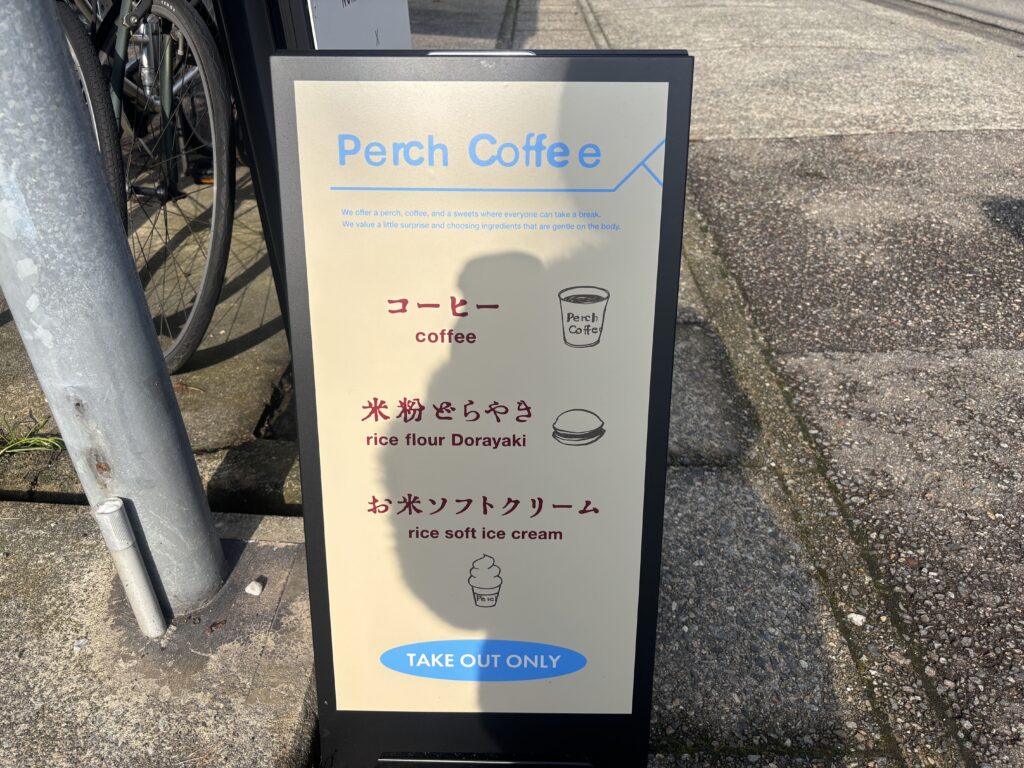 Perch Coffee
We offer a perch, coffee, and a sweets where everyone can take a break.
We value a little surprise and choosing ingredients that are gentle on the body.
コーヒー
coffee
Perch
Coffee
米粉どらやき
rice flour Dorayaki
お米ソフトクリーム
rice soft ice cream
TAKE OUT ONLY